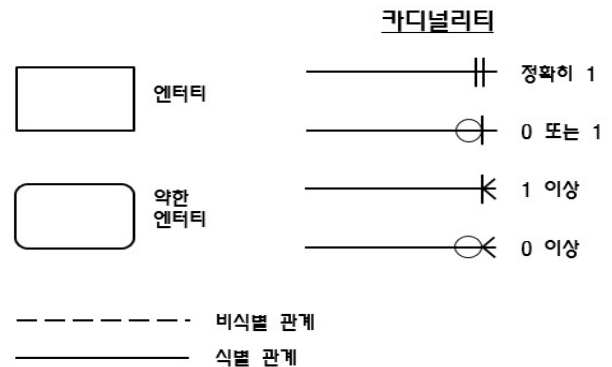 카디널리티
엔터티
약한
엔터티
정확히 1
0 또는 1
1 이상
0 이상
비식별 관계
식별 관계